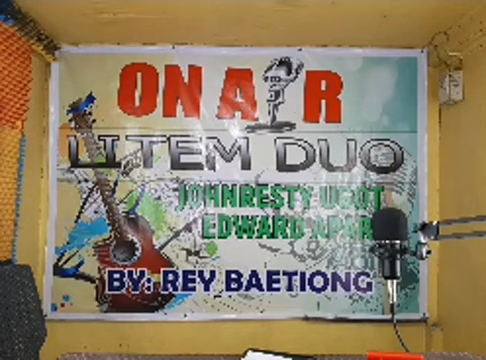 ON AIR
LITEM DUO
JOHNRESTY UGOT
EDWARD
BY: REY BAETIONG